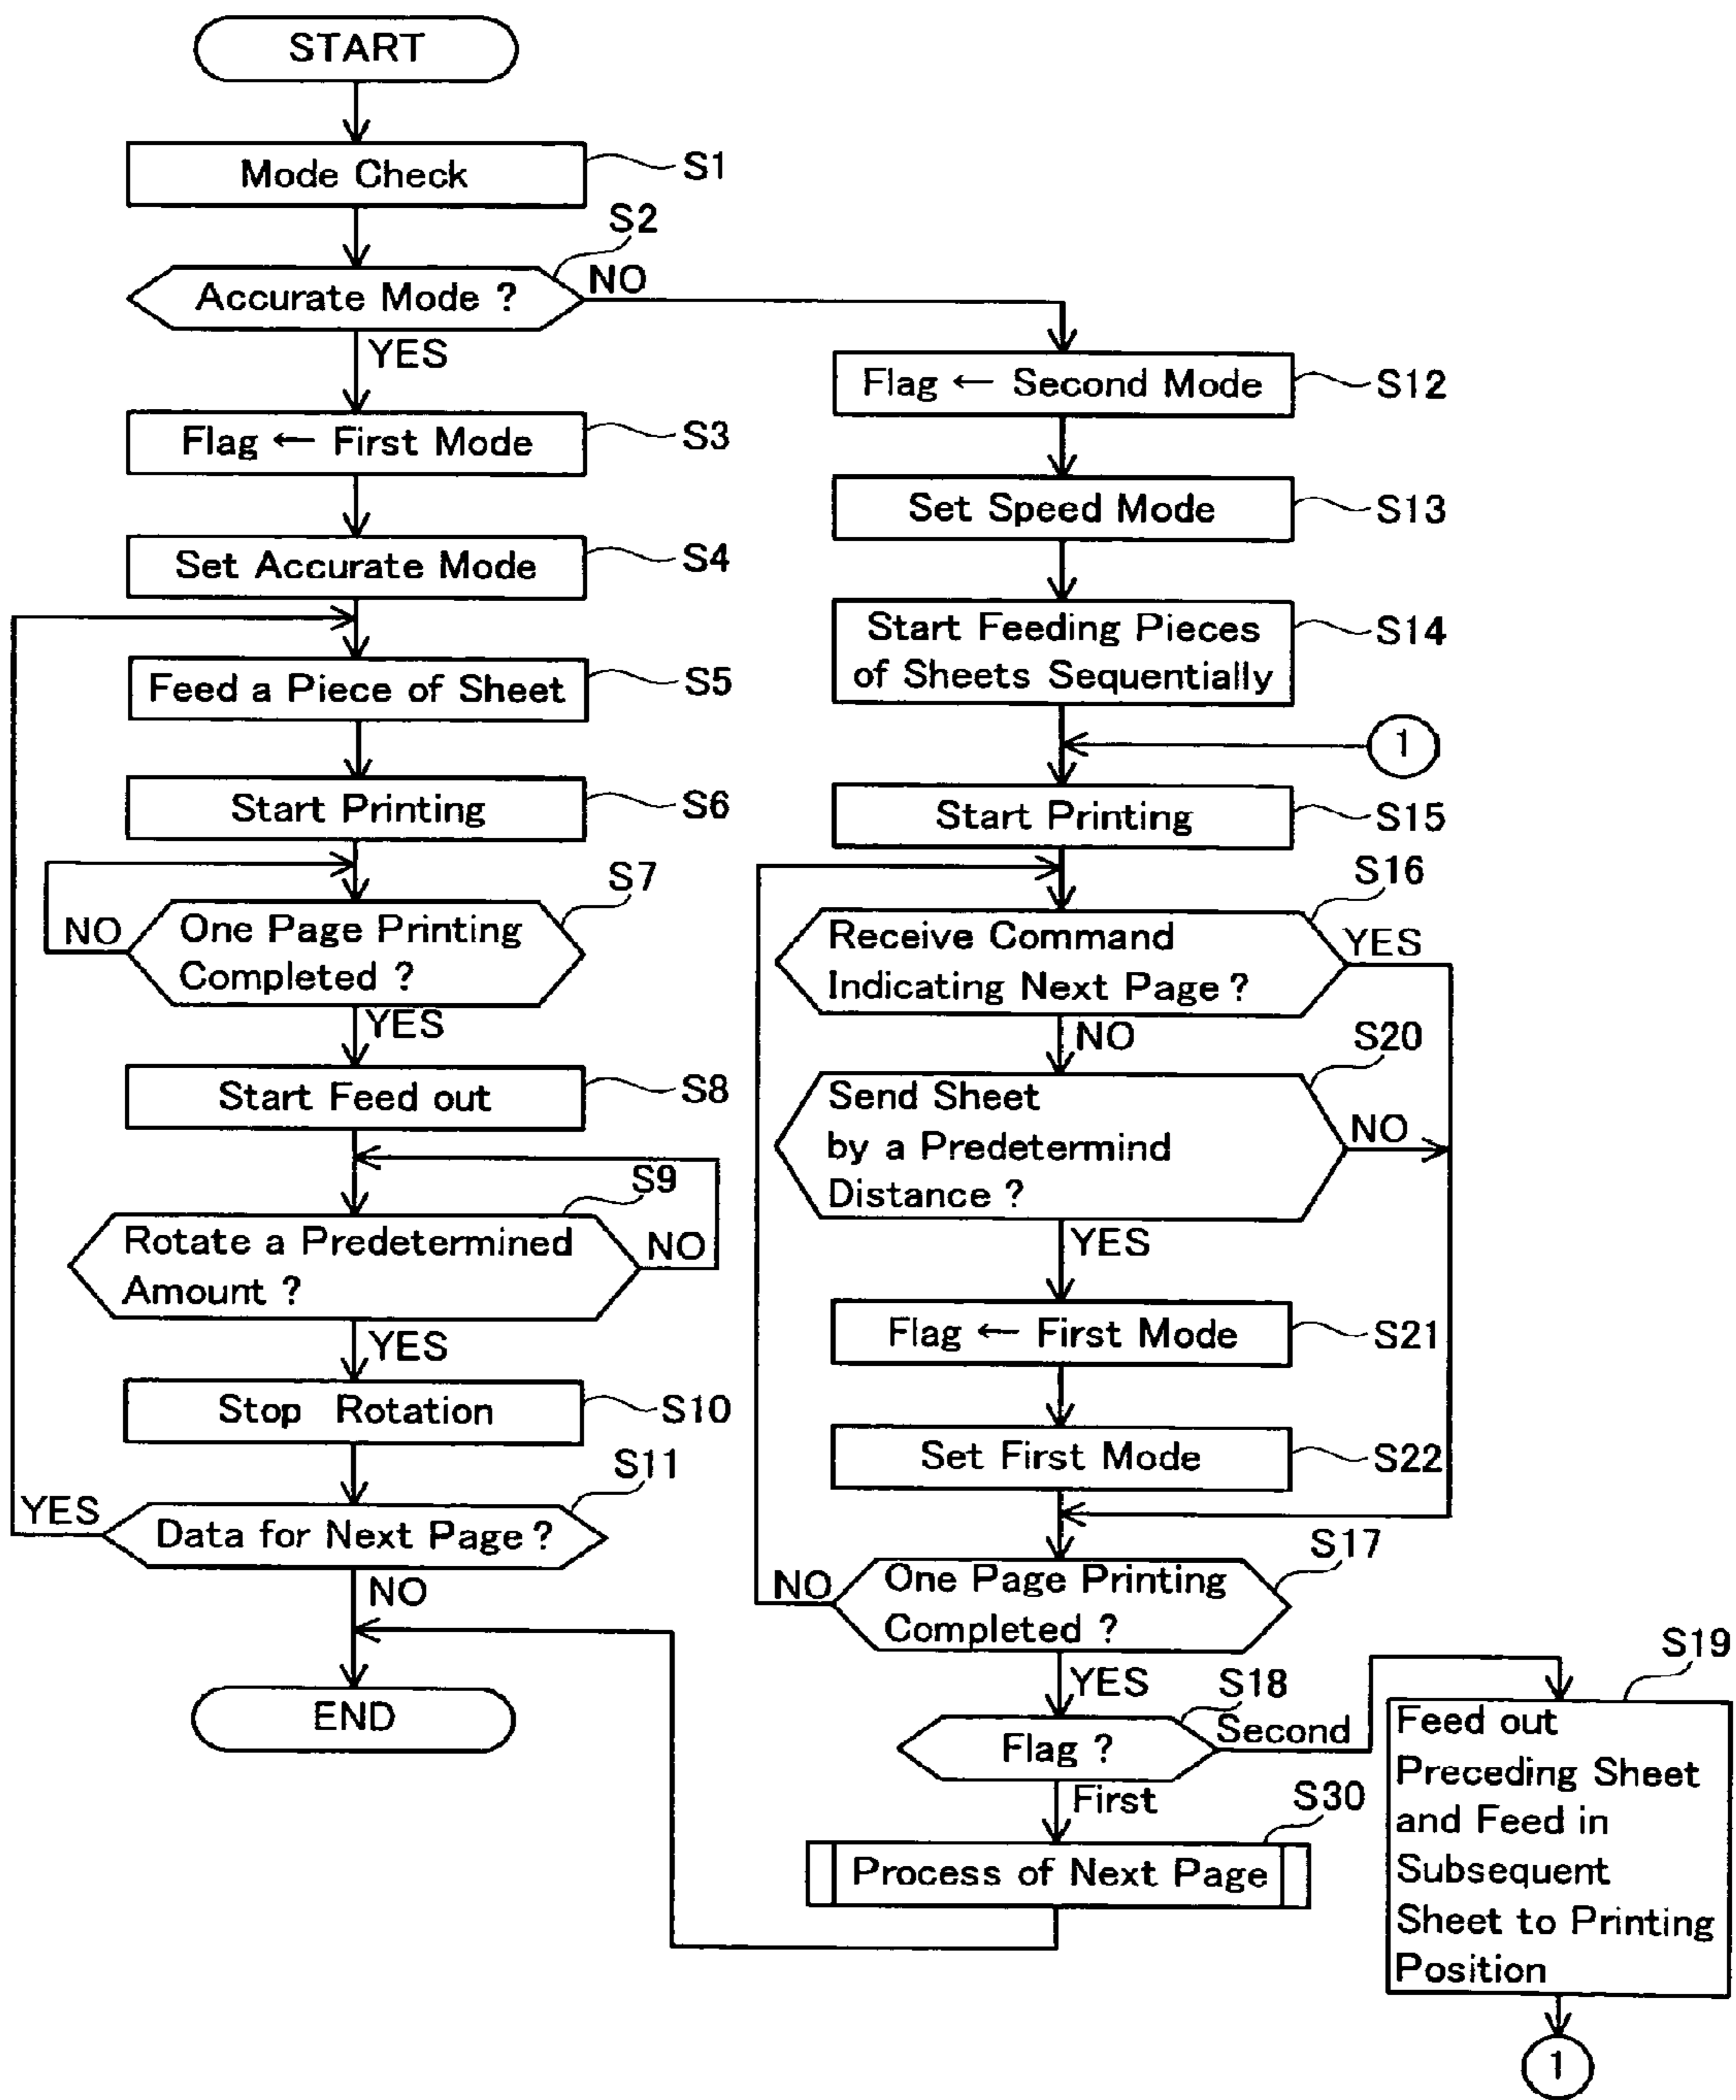 START
Mode Check
S1
S2
Accurate Mode ?
NO
YES
Flag ← First Mode
S3
Set Accurate Mode
S4
Feed a Piece of Sheet
S5
Start Printing
S6
S7
One Page Printing
Completed ?
NO
YES
Start Feed out
S8
S9
Rotate a Predetermined
Amount ?
NO
YES
Stop Rotation
S10
S11
YES
Data for Next Page ?
NO
END
Flag ← Second Mode
S12
Set Speed Mode
S13
Start Feeding Pieces
of Sheets Sequentially
S14
1
Start Printing
S15
S16
Receive Command
Indicating Next Page ?
YES
NO
S20
Send Sheet
by a Predetermind
Distance ?
NO
YES
Flag ← First Mode
S21
Set First Mode
S22
S17
NO
One Page Printing
Completed ?
YES
S18
Flag ?
Second
First
S30
Process of Next Page
S19
Feed out
Preceding Sheet
and Feed in
Subsequent
Sheet to Printing
Position
1